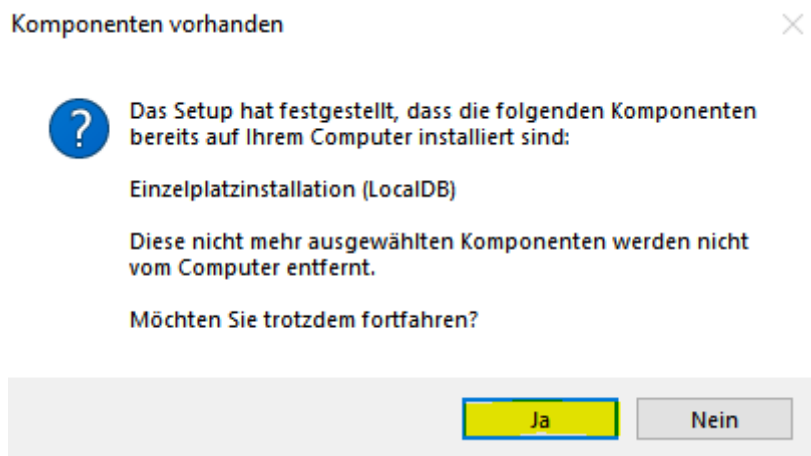 Komponenten vorhanden
Das Setup hat festgestellt, dass die folgenden Komponenten
bereits auf Ihrem Computer installiert sind:
Einzelplatzinstallation (LocalDB)
Diese nicht mehr ausgewählten Komponenten werden nicht
vom Computer entfernt.
Möchten Sie trotzdem fortfahren?
Ja Nein